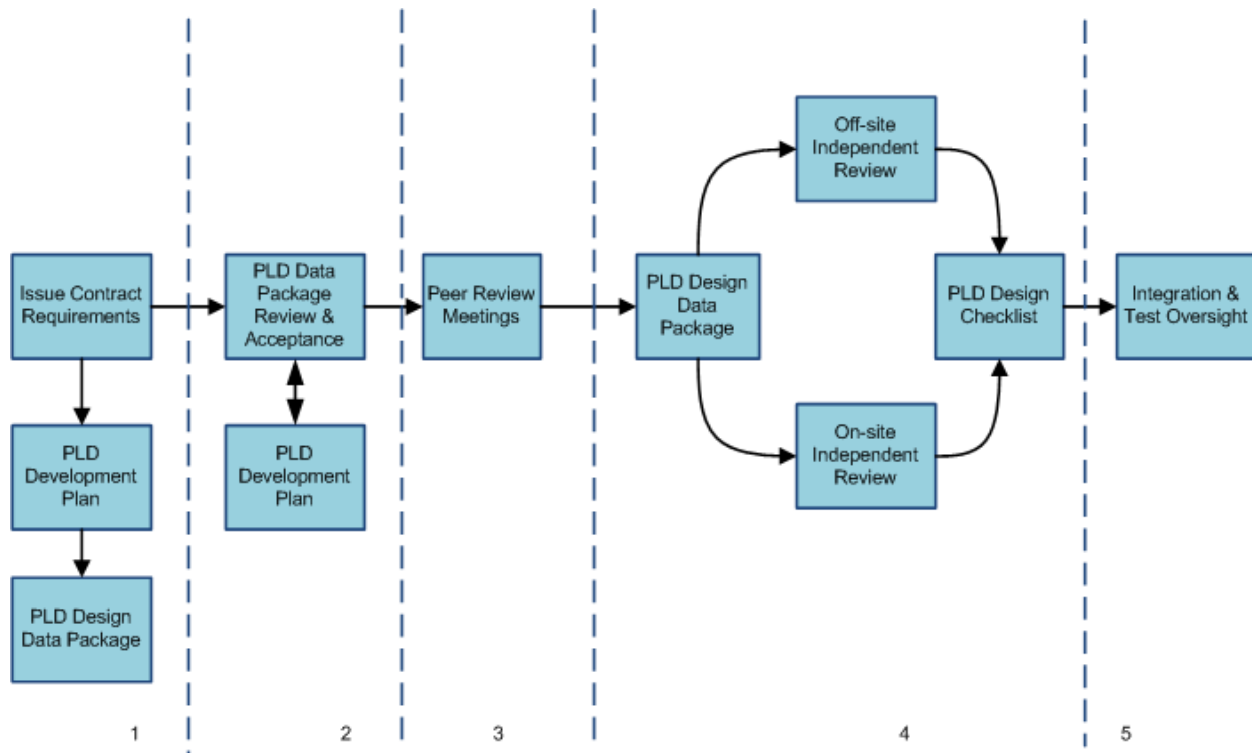 Issue Contract
Requirements
PLD
Development
Plan
PLD Design
Data Package
PLD Data
Package
Review &
Acceptance
PLD
Development
Plan
Peer Review
Meetings
PLD Design
Data
Package
Off-site
Independent
Review
On-site
Independent
Review
PLD Design
Checklist
Integration &
Test Oversight
1
2
3
4
5